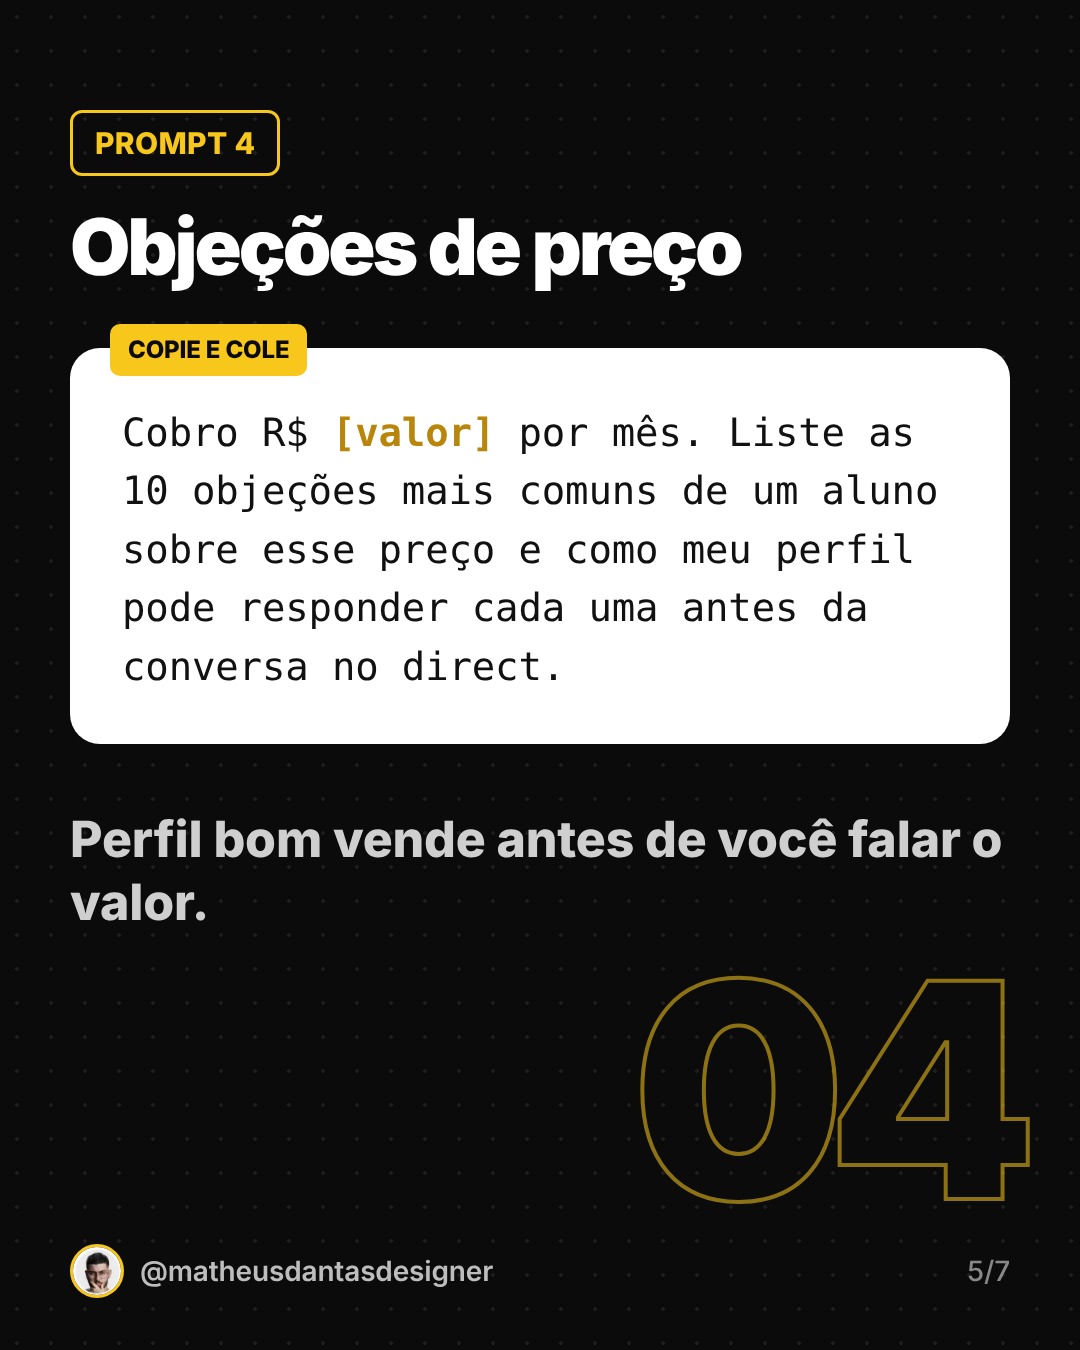 PROMPT 4
Objeções de preço
COPIE E COLE
Cobro R$ [valor] por mês. Liste as
10 objeções mais comuns de um aluno
sobre esse preço e como meu perfil
pode responder cada uma antes da
conversa no direct.
Perfil bom vende antes de você falar o
valor.
04
@matheusdantasdesigner
5/7